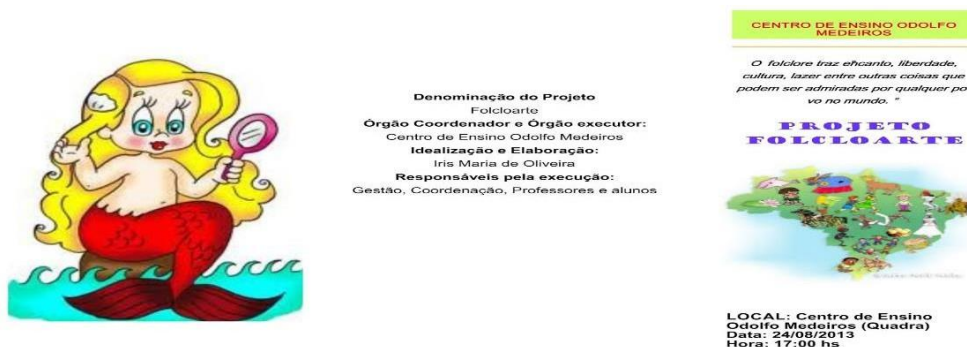 Denominação do Projeto
Folcloarte
Órgão Coordenador e Órgão executor:
Centro de Ensino Odolfo Medeiros
Idealização e Elaboração:
Iris Maria de Oliveira
Responsáveis pela execução:
Gestão, Coordenação, Professores e alunos
CENTRO DE ENSINO ODOLFO
MEDEIROS
O folclore traz encanto, liberdade,
cultura, lazer entre outras coisas que
podem ser admiradas por qualquer po
vo no mundo. "
PROJETO
FOLCLOARTE
LOCAL: Centro de Ensino
Odolfo Medeiros (Quadra)
Data: 24/08/2013
Hora: 17:00 hs